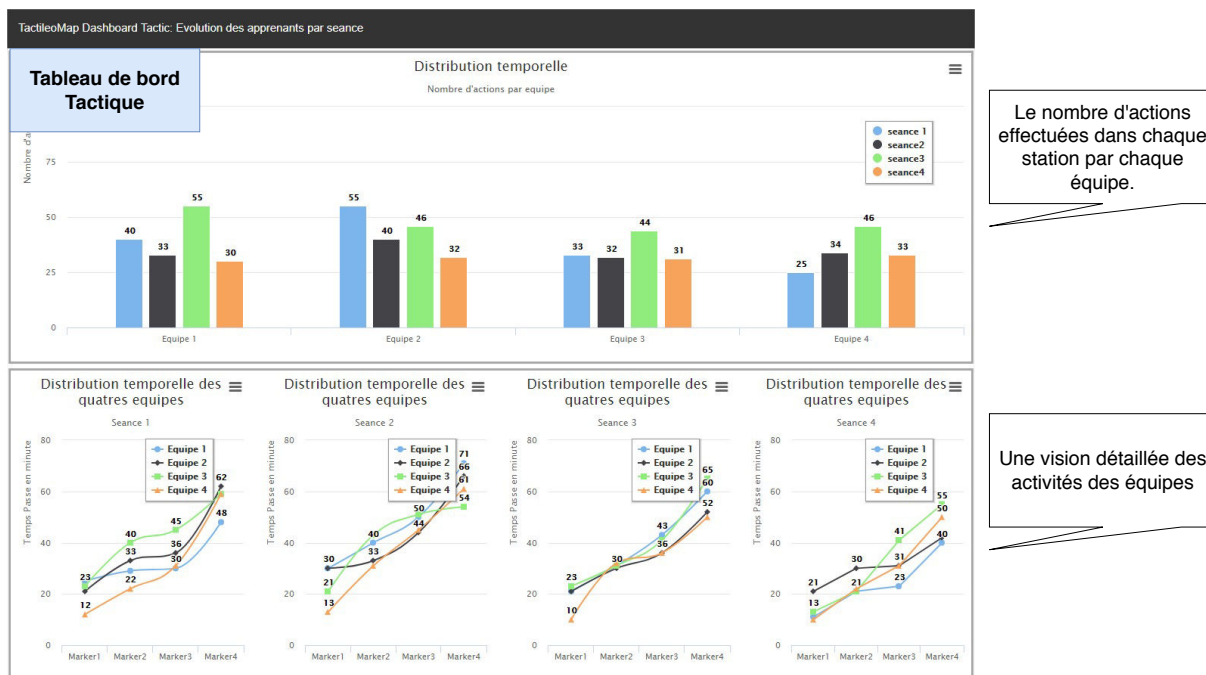 TactileoMap Dashboard Tactic: Evolution des apprenants par seance
Tableau de bord
Tactique
Distribution temporelle
Nombre d'actions par equipe
Nombre d'a
75
50
25
0
seance 1
seance2
seance3
seance4
40
33
55
30
55
40
46
32
33
32
44
31
25
34
46
33
Equipe 1
Equipe 2
Equipe 3
Equipe 4
Le nombre d'actions
effectuées dans chaque
station par chaque
équipe.
Distribution temporelle des
quatres equipes
Seance 1
Temps Passe en minute
80
60
40
20
0
Equipe 1
Equipe 2
Equipe 3
Equipe 4
23
12
40
33
22
45
36
30
62
48
Marker1
Marker2
Marker3
Marker4
Distribution temporelle des
quatres equipes
Seance 2
Temps Passe en minute
80
60
40
20
0
Equipe 1
Equipe 2
Equipe 3
Equipe 4
30
21
13
40
33
50
44
71
66
61
54
Marker1
Marker2
Marker3
Marker4
Distribution temporelle des
quatres equipes
Seance 3
Temps Passe en minute
80
60
40
20
0
Equipe 1
Equipe 2
Equipe 3
Equipe 4
23
10
30
43
36
65
60
52
Marker1
Marker2
Marker3
Marker4
Distribution temporelle des
quatres equipes
Seance 4
Temps Passe en minute
80
60
40
20
0
Equipe 1
Equipe 2
Equipe 3
Equipe 4
21
13
30
21
41
31
23
55
50
40
Marker1
Marker2
Marker3
Marker4
Une vision détaillée des
activités des équipes